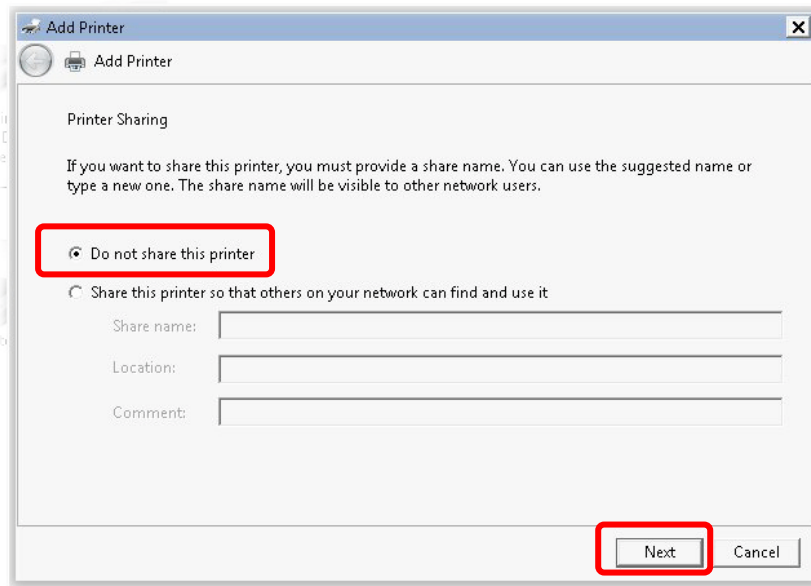 Add Printer
Add Printer
Printer Sharing
If you want to share this printer, you must provide a share name. You can use the suggested name or
type a new one. The share name will be visible to other network users.
Do not share this printer
Share this printer so that others on your network can find and use it
Share name:
Location:
Comment:
Next
Cancel